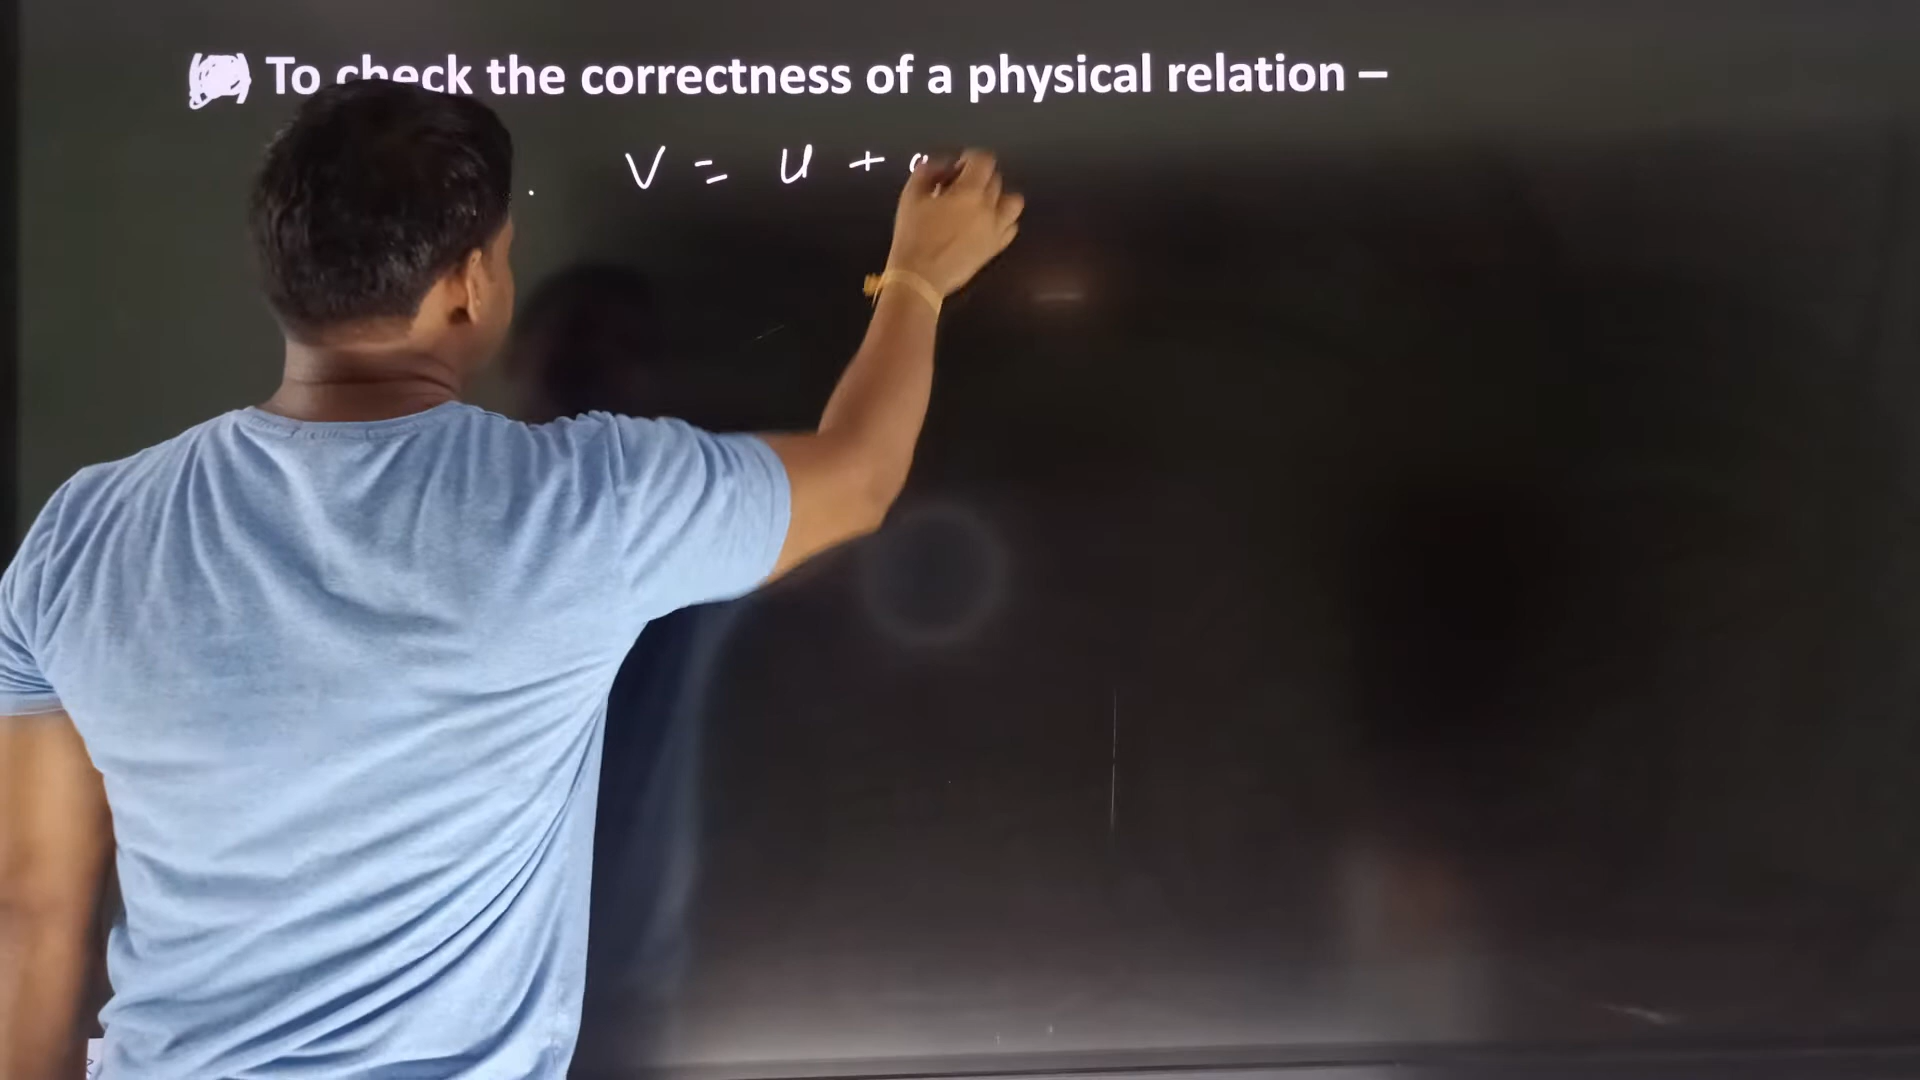 To check the correctness of a physical relation –
v = u +